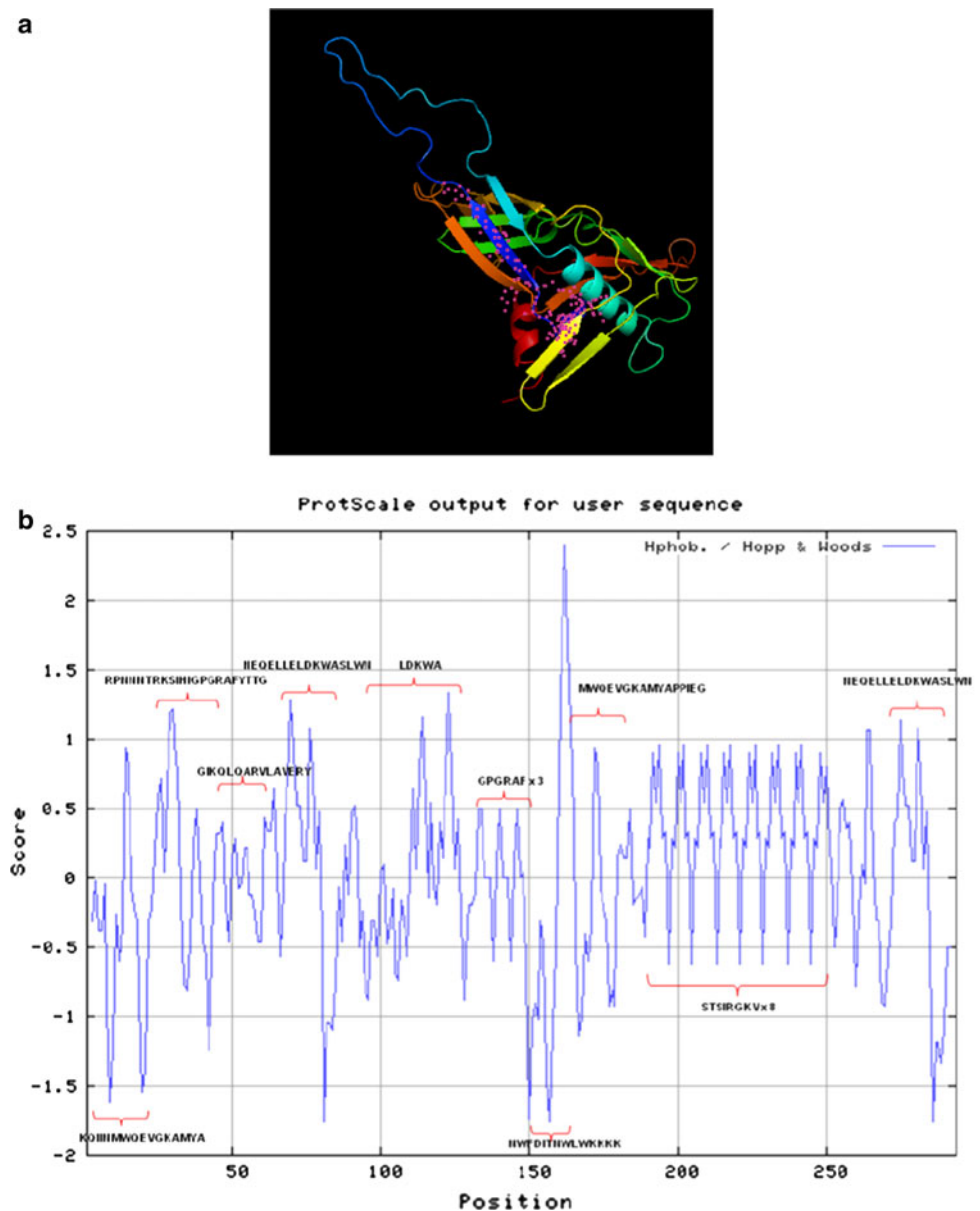 a
b
ProtScale output for user sequence
Hphob. / Hopp & Woods
2.5
2
1.5
1
0.5
0
-0.5
-1
-1.5
-2
Score
NEQELLELDKWASLWN
LDKWA
NEQELLELDKWASLWN
RPNNNTRKSIHIGPGRAFYTTG
MWQEVGKAMYAPPIEG
GIKQLQARVLAVERY
GPGRAFx3
STSIRGKVx8
KQIINMWQEVGKAMYA
NWFDITNWLWKKKK
50
100
150
200
250
Position